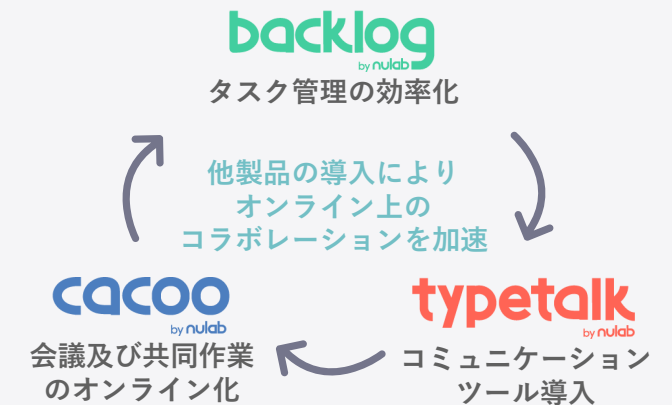 backlog
by nulab
タスク管理の効率化
他製品の導入により
オンライン上の
コラボレーションを加速
cacoo
by nulab
会議及び共同作業
のオンライン化
typetalk
by nulab
コミュニケーション
ツール導入